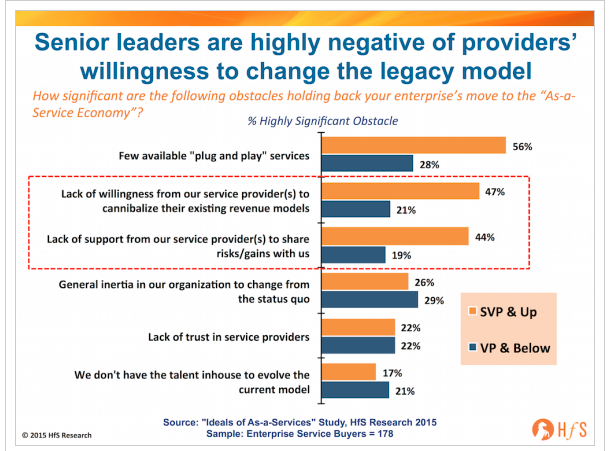 Senior leaders are highly negative of providers’
willingness to change the legacy model
How significant are the following obstacles holding back your enterprise’s move to the “As-a-
Service Economy”?
% Highly Significant Obstacle
Few available "plug and play" services
56%
28%
Lack of willingness from our service provider(s) to
cannibalize their existing revenue models
47%
21%
Lack of support from our service provider(s) to share
risks/gains with us
44%
19%
General inertia in our organization to change from
the status quo
26%
29%
SVP & Up
VP & Below
Lack of trust in service providers
22%
22%
We don't have the talent inhouse to evolve the
current model
17%
21%
Source: "Ideals of As-a-Services" Study, HfS Research 2015
Sample: Enterprise Service Buyers = 178
© 2015 HfS Research
HfS